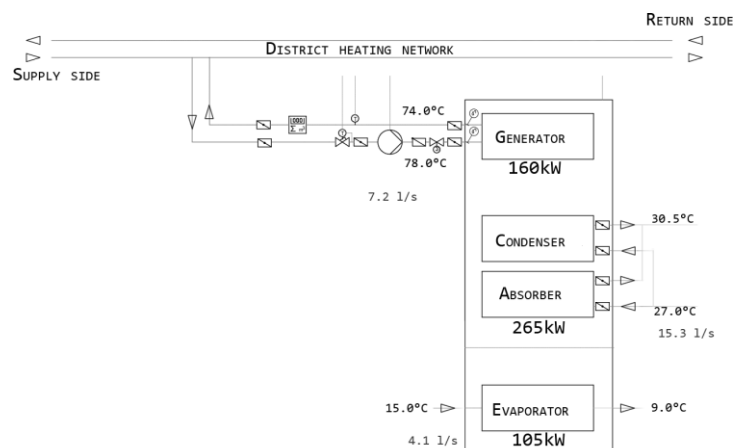 RETURN SIDE
DISTRICT HEATING NETWORK
SUPPLY SIDE
74.0°C
GENERATOR
160kW
78.0°C
7.2 l/s
30.5°C
CONDENSER
ABSORBER
265kW
27.0°C
15.3 l/s
15.0°C
EVAPORATOR
9.0°C
4.1 l/s
105kW